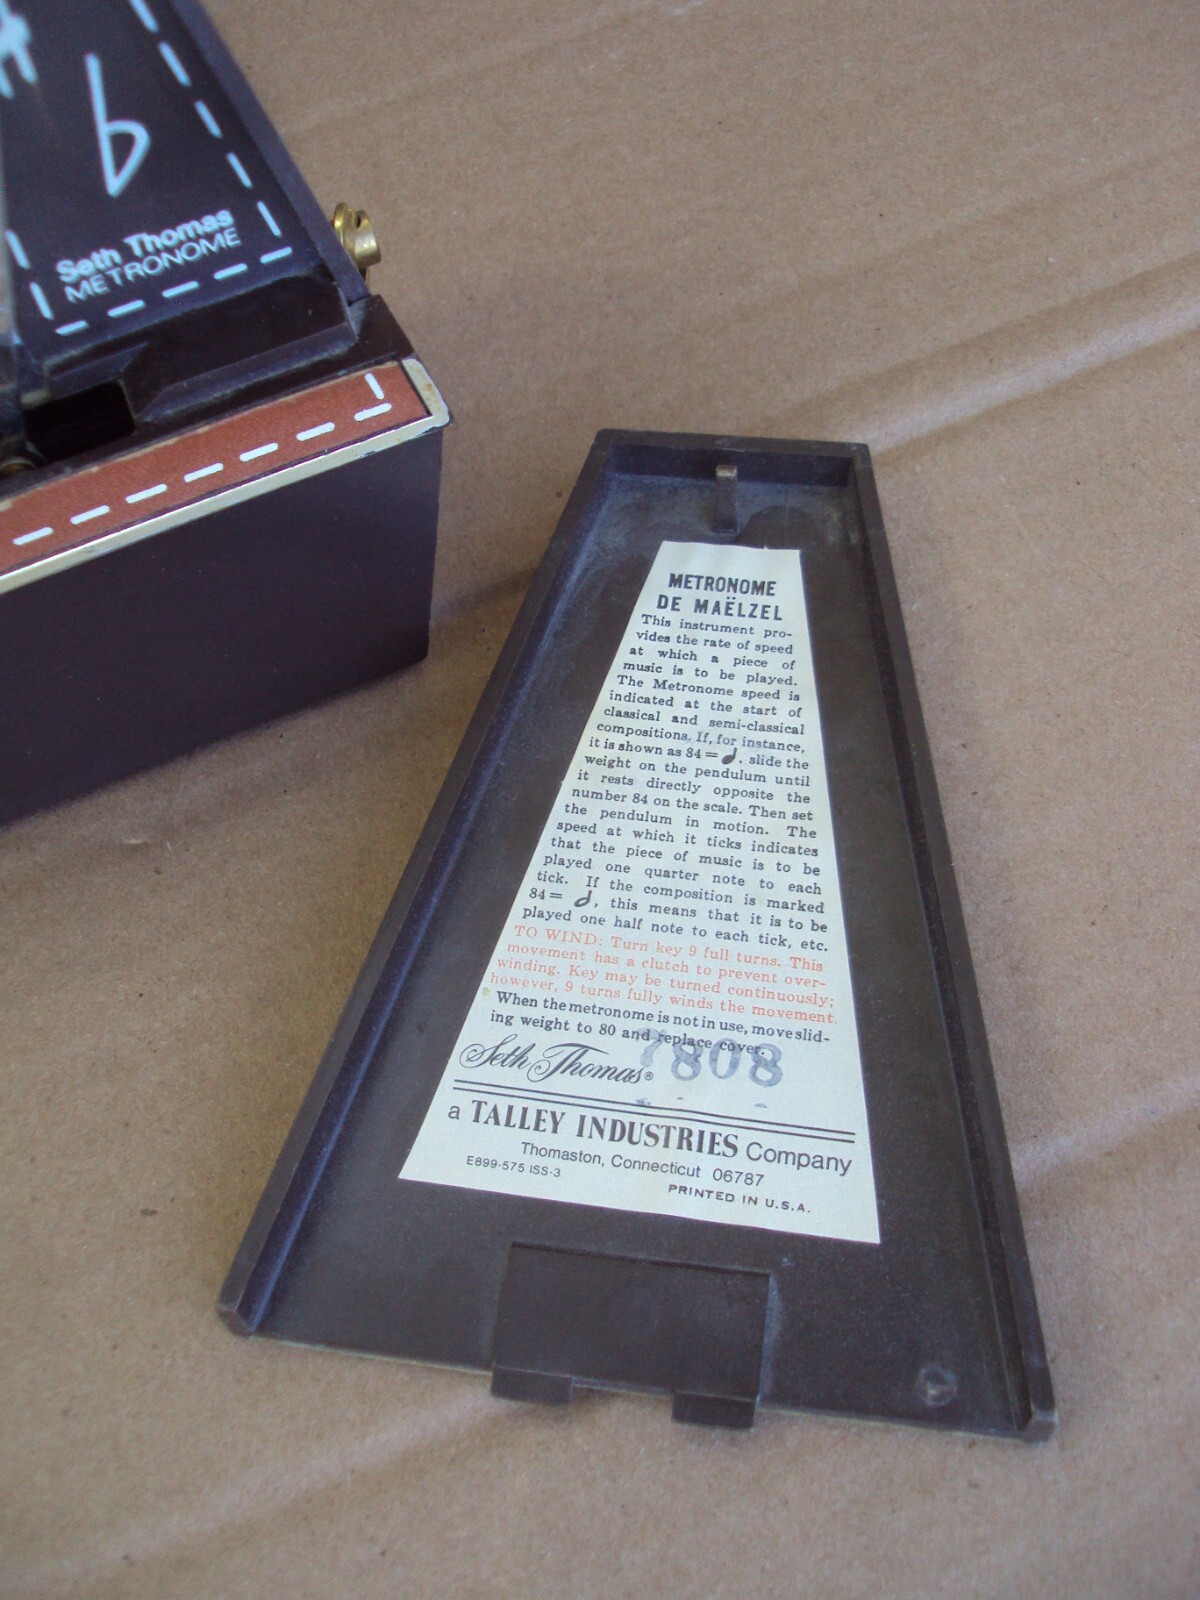 Seth Thomas
METRONOME
METRONOME
DE MAËLZEL
This instrument pro-
vides the rate of speed
at which a piece of
music is to be played.
The Metronome speed is
indicated at the start of
classical and semi-classical
compositions. If, for instance,
it is shown as 84 = 𝅘𝅥, slide the
weight on the pendulum until
it rests directly opposite the
number 84 on the scale. Then set
the pendulum in motion. The
speed at which it ticks indicates
that the piece of music is to be
played one quarter note to each
tick. If the composition is marked
84 = 𝅗𝅥, this means that it is to be
played one half note to each tick, etc.
TO WIND: Turn key 9 full turns. This
movement has a clutch to prevent over-
winding. Key may be turned continuously;
however, 9 turns fully winds the movement.
When the metronome is not in use, move slid-
ing weight to 80 and replace cover.
7808
Seth Thomas®
a TALLEY INDUSTRIES Company
Thomaston, Connecticut 06787
E899-575 ISS-3
PRINTED IN U.S.A.